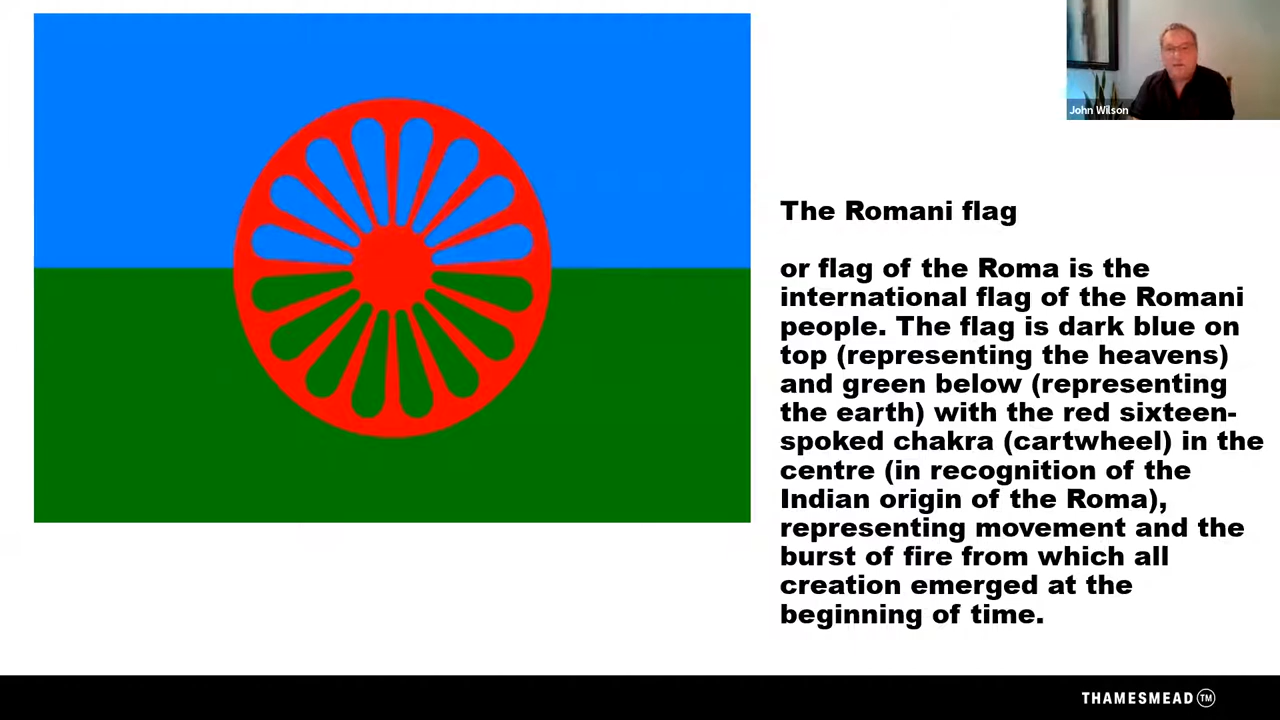 John Wilson
The Romani flag
or flag of the Roma is the
international flag of the Romani
people. The flag is dark blue on
top (representing the heavens)
and green below (representing
the earth) with the red sixteen-
spoked chakra (cartwheel) in the
centre (in recognition of the
Indian origin of the Roma),
representing movement and the
burst of fire from which all
creation emerged at the
beginning of time.
THAMESMEAD TM